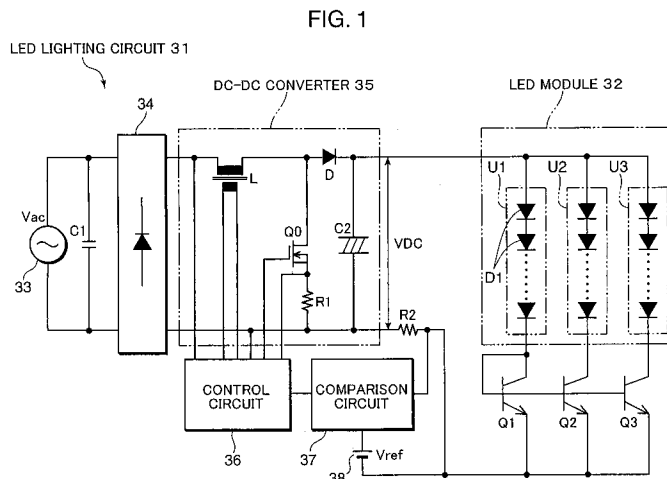 FIG. 1
LED LIGHTING CIRCUIT 31
DC-DC CONVERTER 35
LED MODULE 32
34
U1
U2
U3
L
D
Vac
C1
Q0
C2
VDC
D1
33
R1
R2
CONTROL CIRCUIT
COMPARISON CIRCUIT
Q1
Q2
Q3
36
37
38
Vref